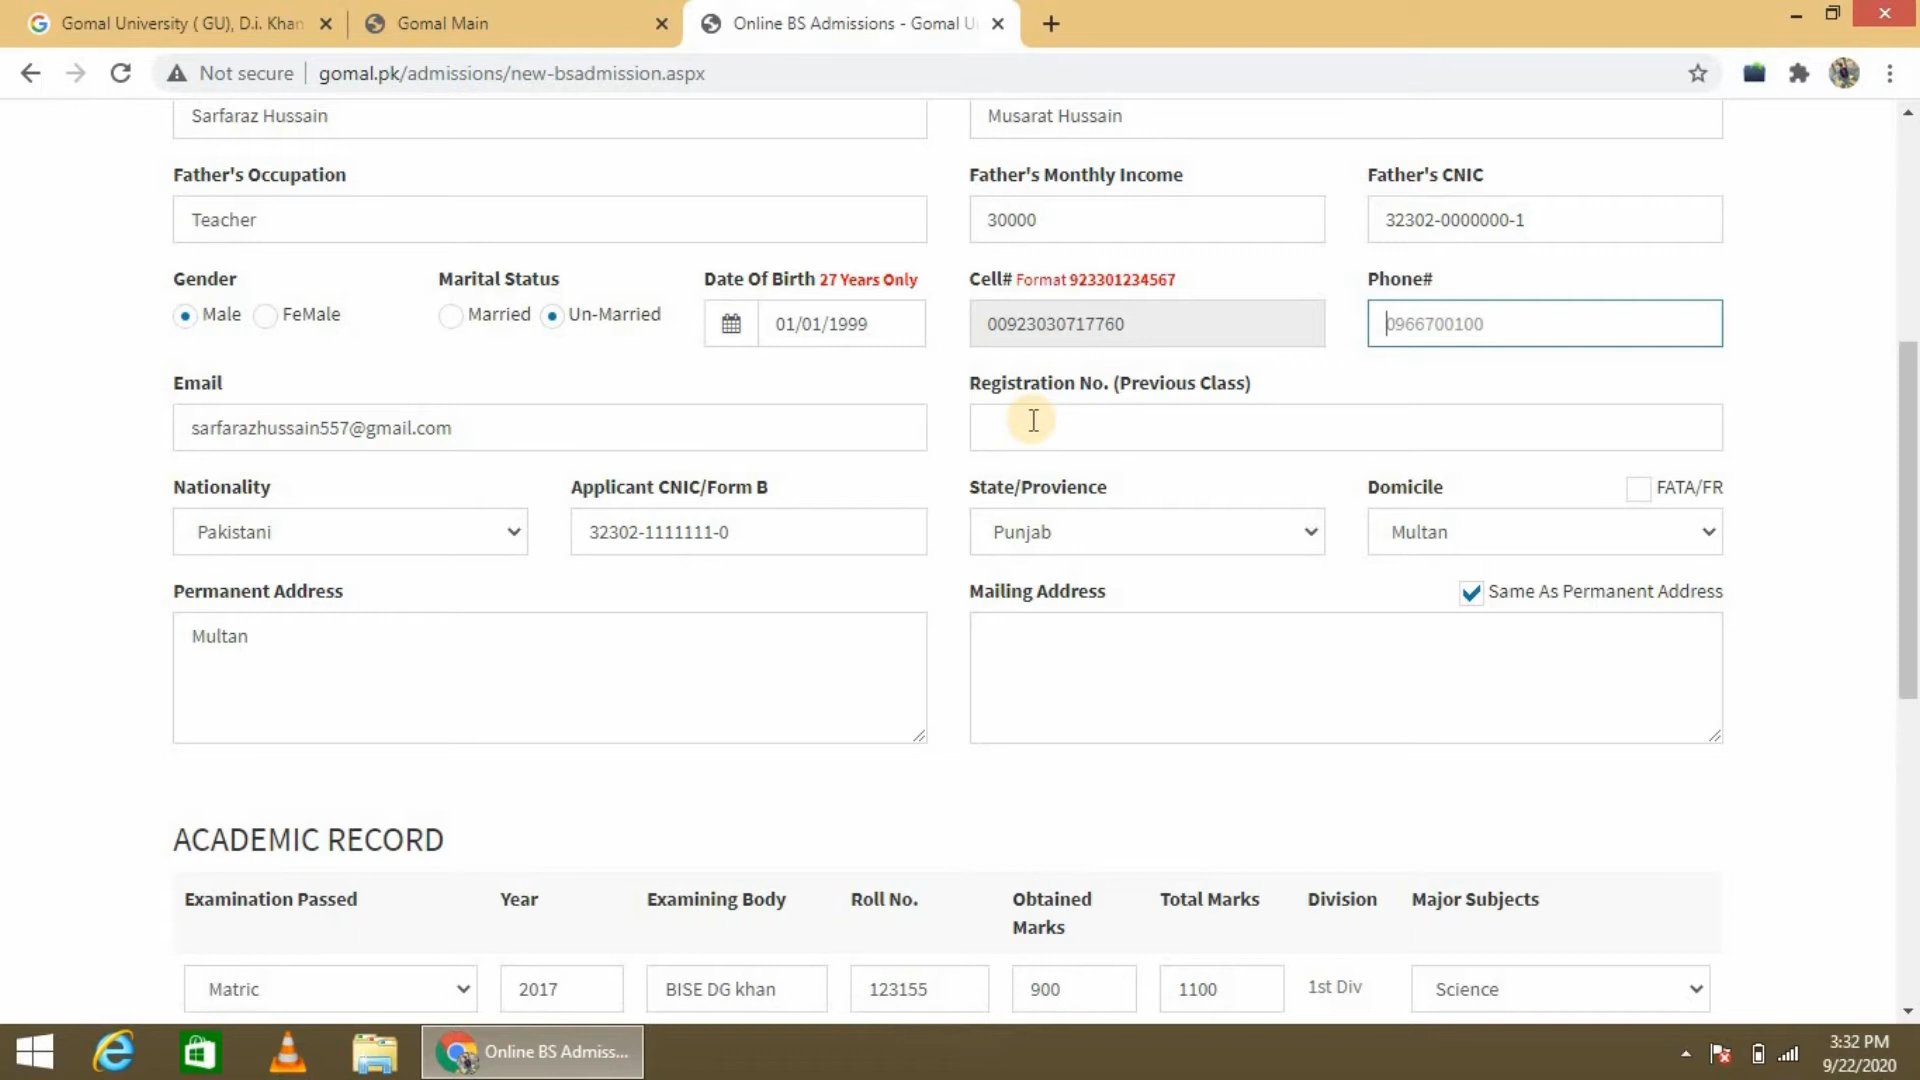 Gomal University ( GU), D.i. Khan
Gomal Main
Online BS Admissions - Gomal U
Not secure
gomal.pk/admissions/new-bsadmission.aspx
Sarfaraz Hussain
Musarat Hussain
Father's Occupation
Father's Monthly Income
Father's CNIC
Teacher
30000
32302-0000000-1
Gender
Marital Status
Date Of Birth 27 Years Only
Cell# Format 923301234567
Phone#
Male
FeMale
Married
Un-Married
01/01/1999
00923030717760
0966700100
Email
Registration No. (Previous Class)
sarfarazhussain557@gmail.com
Nationality
Applicant CNIC/Form B
State/Provience
Domicile
FATA/FR
Pakistani
32302-1111111-0
Punjab
Multan
Permanent Address
Mailing Address
Same As Permanent Address
Multan
ACADEMIC RECORD
Examination Passed
Year
Examining Body
Roll No.
Obtained
Marks
Total Marks
Division
Major Subjects
Matric
2017
BISE DG khan
123155
900
1100
1st Div
Science
Online BS Admiss...
3:32 PM
9/22/2020